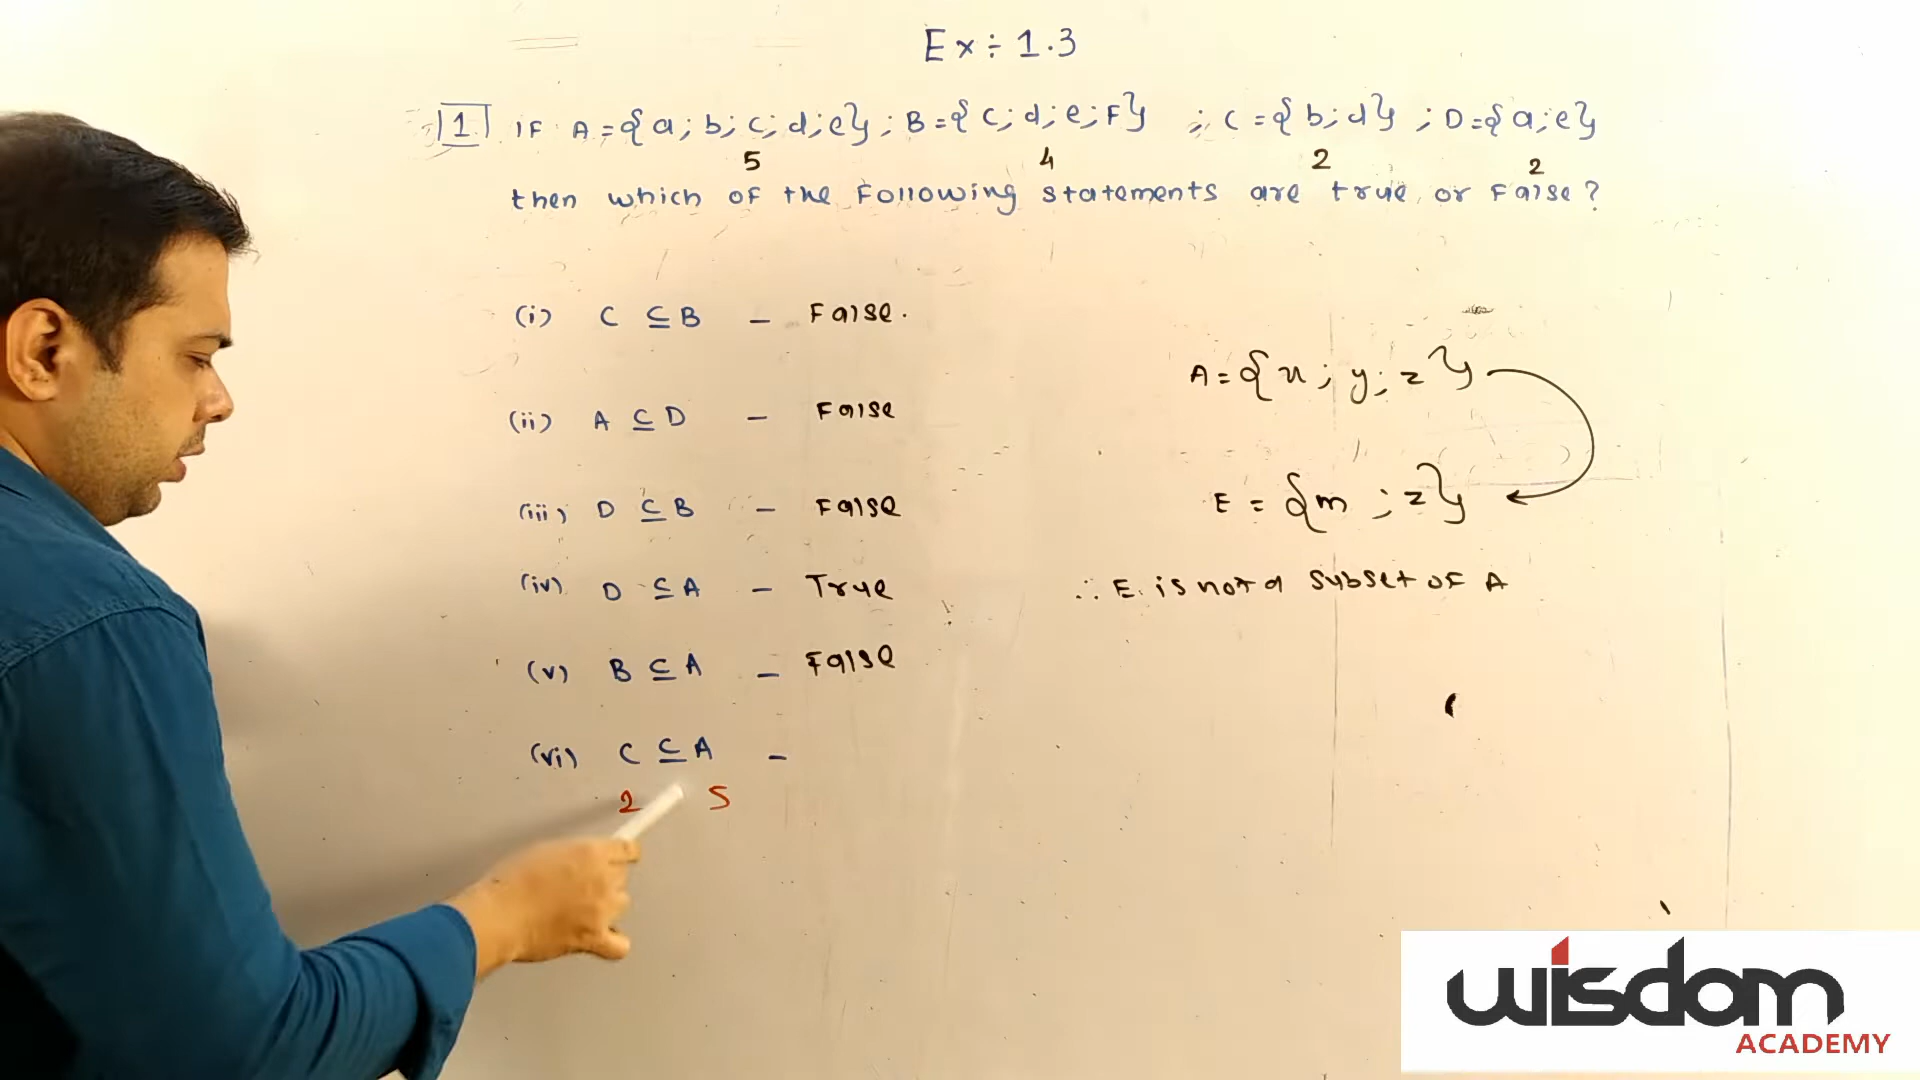 Ex÷ 1.3
1 IF A={a; b; c; d; e}; B={c; d; e; F} ; C={b; d} ; D={a; e}
5 4 2 2
then which of the Following statements are true or False?
(i) C ⊆ B – False.
A={x; y; z}
(ii) A ⊆ D – False
(iii) D ⊆ B – False
E = {m ; z}
(iv) D ⊆ A – True
∴ E is not a subset of A
(v) B ⊆ A – False
(vi) C ⊆ A –
2 5
wisdom
ACADEMY